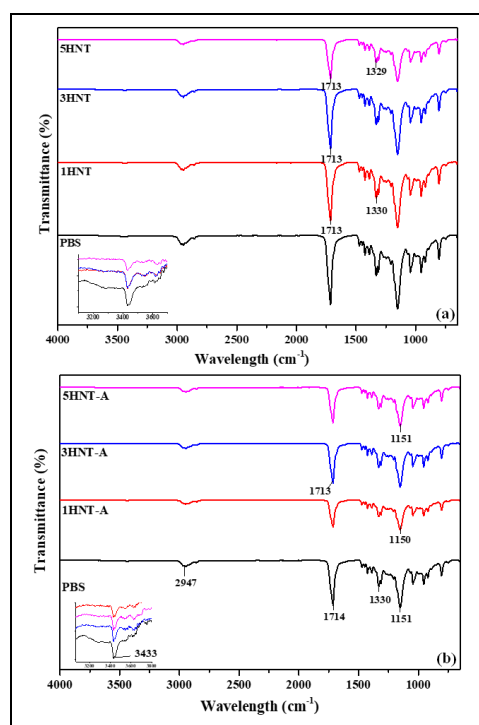 5HNT
1713
1329
3HNT
1713
1HNT
1713
1330
PBS
3200 3400 3600
(a)
Transmittance (%)
4000 3500 3000 2500 2000 1500 1000
Wavelength (cm-1)
5HNT-A
1151
3HNT-A
1713
1HNT-A
1150
2947
PBS
1714
1330
1151
3433
(b)
Transmittance (%)
4000 3500 3000 2500 2000 1500 1000
Wavelength (cm-1)